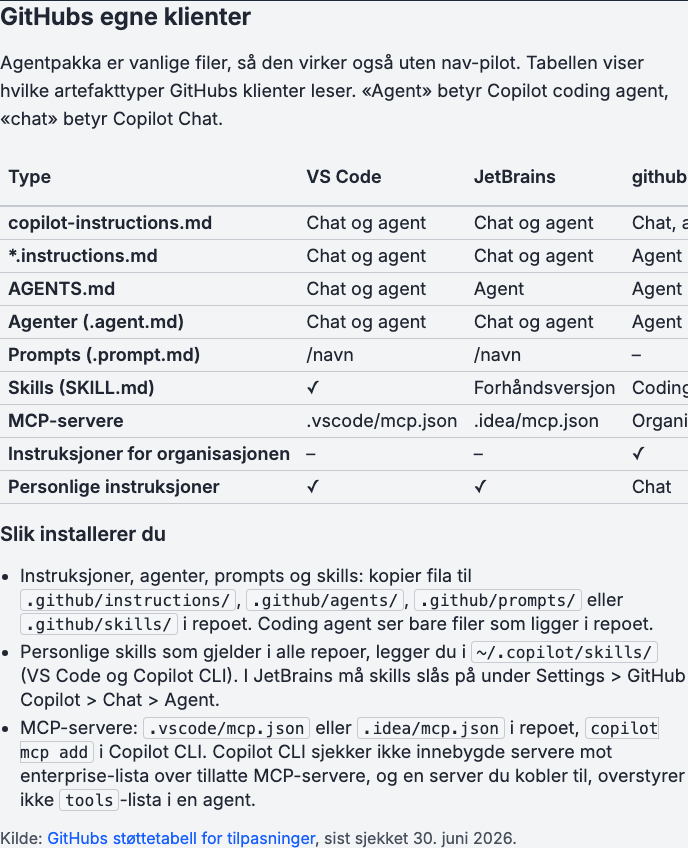 GitHubs egne klienter
Agentpakka er vanlige filer, så den virker også uten nav-pilot. Tabellen viser
hvilke artefakttyper GitHubs klienter leser. «Agent» betyr Copilot coding agent,
«chat» betyr Copilot Chat.
Type VS Code JetBrains github
copilot-instructions.md Chat og agent Chat og agent Chat, a
*.instructions.md Chat og agent Chat og agent Agent
AGENTS.md Chat og agent Agent Agent
Agenter (.agent.md) Chat og agent Chat og agent Agent
Prompts (.prompt.md) /navn /navn –
Skills (SKILL.md) ✓ Forhåndsversjon Coding
MCP-servere .vscode/mcp.json .idea/mcp.json Organi
Instruksjoner for organisasjonen – – ✓
Personlige instruksjoner ✓ ✓ Chat
Slik installerer du
• Instruksjoner, agenter, prompts og skills: kopier fila til
.github/instructions/, .github/agents/, .github/prompts/ eller
.github/skills/ i repoet. Coding agent ser bare filer som ligger i repoet.
• Personlige skills som gjelder i alle repoer, legger du i ~/.copilot/skills/
(VS Code og Copilot CLI). I JetBrains må skills slås på under Settings > GitHub
Copilot > Chat > Agent.
• MCP-servere: .vscode/mcp.json eller .idea/mcp.json i repoet, copilot
mcp add i Copilot CLI. Copilot CLI sjekker ikke innebygde servere mot
enterprise-lista over tillatte MCP-servere, og en server du kobler til, overstyrer
ikke tools-lista i en agent.
Kilde: GitHubs støttetabell for tilpasninger, sist sjekket 30. juni 2026.